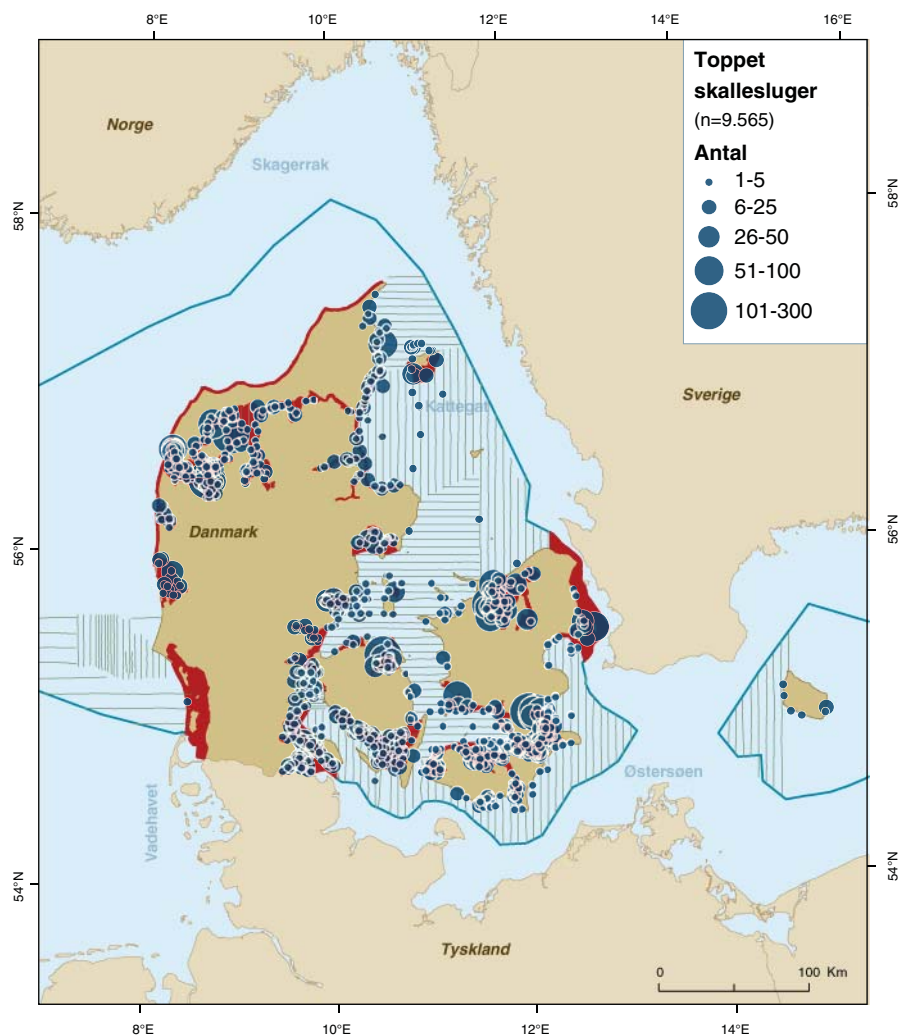 8°E 10°E 12°E 14°E 16°E
Toppet
skallesluger
(n=9.565)
Antal
1-5
6-25
26-50
51-100
101-300
Norge
Skagerrak
58°N
58°N
Sverige
Kattegat
Danmark
56°N
56°N
Østersøen
Vadehavet
54°N
54°N
Tyskland
0 100 Km
8°E 10°E 12°E 14°E